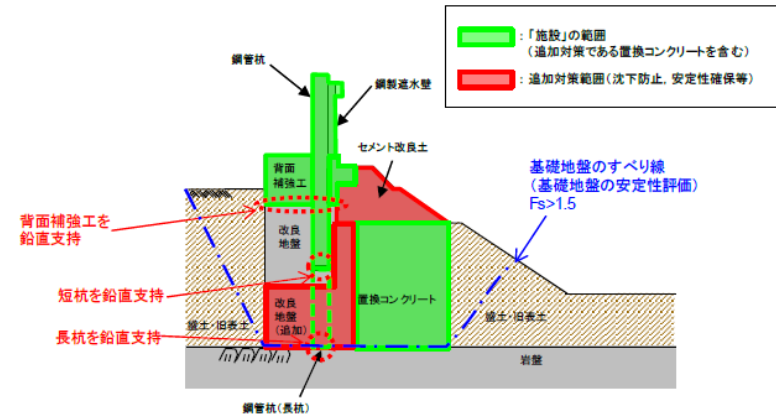 ：「施設」の範囲
（追加対策である置換コンクリートを含む）
：追加対策範囲（沈下防止，安定性確保等）
鋼管杭
鋼製遮水壁
セメント改良土
基礎地盤のすべり線
（基礎地盤の安定性評価）
Fs>1.5
背面
補強工
背面補強工を
鉛直支持
改良
地盤
短杭を鉛直支持
改良
地盤
（追加）
置換コンクリート
盛土・旧表土
盛土・旧表土
長杭を鉛直支持
岩盤
鋼管杭（長杭）